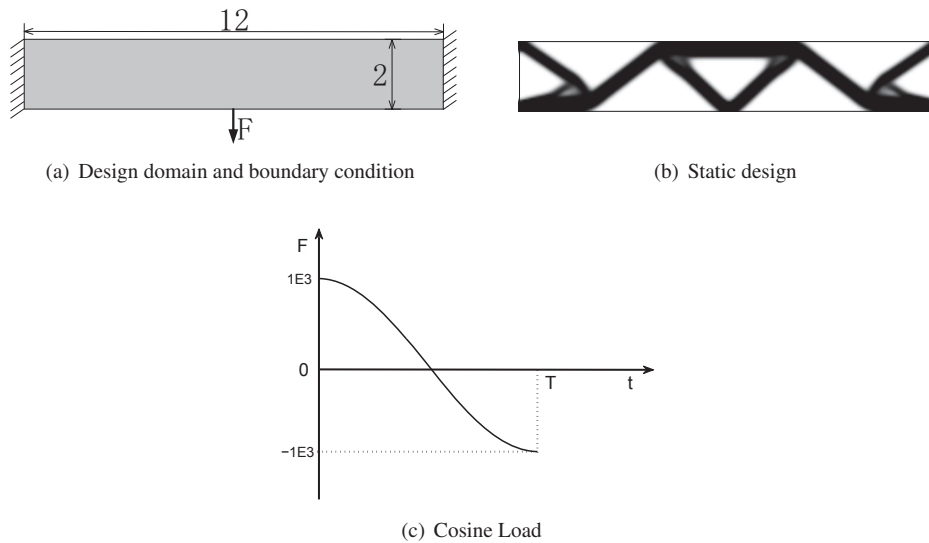 12
2
F
(a) Design domain and boundary condition
(b) Static design
F
1E3
0
T
t
−1E3
(c) Cosine Load